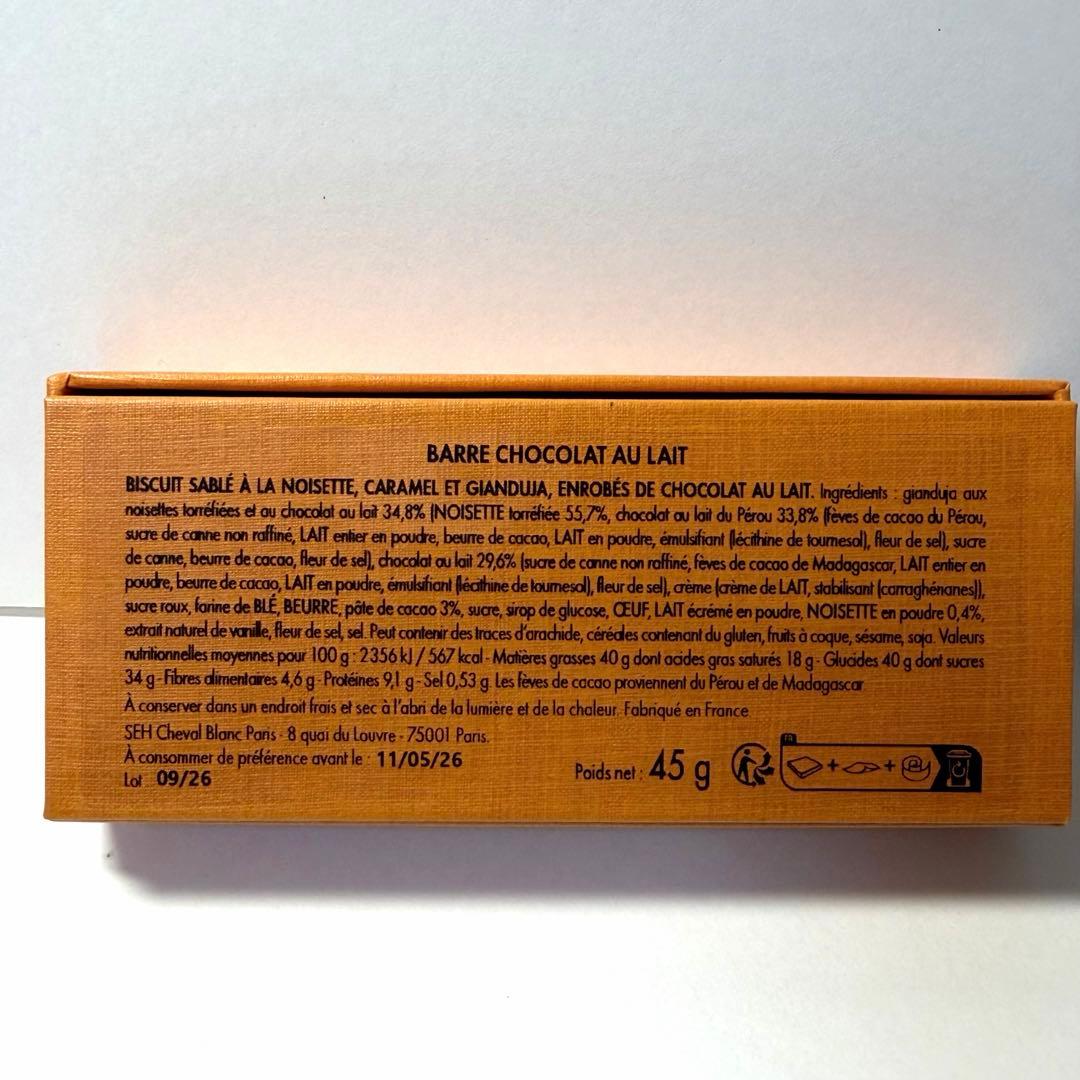 BARRE CHOCOLAT AU LAIT
BISCUIT SABLÉ À LA NOISETTE, CARAMEL ET GIANDUJA, ENROBÉS DE CHOCOLAT AU LAIT. Ingrédients : gianduja aux
noisettes torréfiées et au chocolat au lait 34,8% (NOISETTE torréfiée 55,7%, chocolat au lait du Pérou 33,8% (fèves de cacao du Pérou,
sucre de canne non raffiné, LAIT entier en poudre, beurre de cacao, LAIT en poudre, émulsifiant (lécithine de tournesol), fleur de sel), sucre
de canne, beurre de cacao, fleur de sel), chocolat au lait 29,6% (sucre de canne non raffiné, fèves de cacao de Madagascar, LAIT entier en
poudre, beurre de cacao, LAIT en poudre, émulsifiant (lécithine de tournesol), fleur de sel), crème (crème de LAIT, stabilisant (carraghénanes)),
sucre roux, farine de BLÉ, BEURRE, pâte de cacao 3%, sucre, sirop de glucose, ŒUF, LAIT écrémé en poudre, NOISETTE en poudre 0,4%,
extrait naturel de vanille, fleur de sel, sel. Peut contenir des traces d'arachide, céréales contenant du gluten, fruits à coque, sésame, soja. Valeurs
nutritionnelles moyennes pour 100 g : 2356 kJ / 567 kcal - Matières grasses 40 g dont acides gras saturés 18 g - Glucides 40 g dont sucres
34 g - Fibres alimentaires 4,6 g - Protéines 9,1 g - Sel 0,53 g. Les fèves de cacao proviennent du Pérou et de Madagascar.
À conserver dans un endroit frais et sec à l'abri de la lumière et de la chaleur. Fabriqué en France
SEH Cheval Blanc Paris - 8 quai du Louvre - 75001 Paris.
À consommer de préférence avant le : 11/05/26
Lot 09/26
Poids net : 45 g
FR